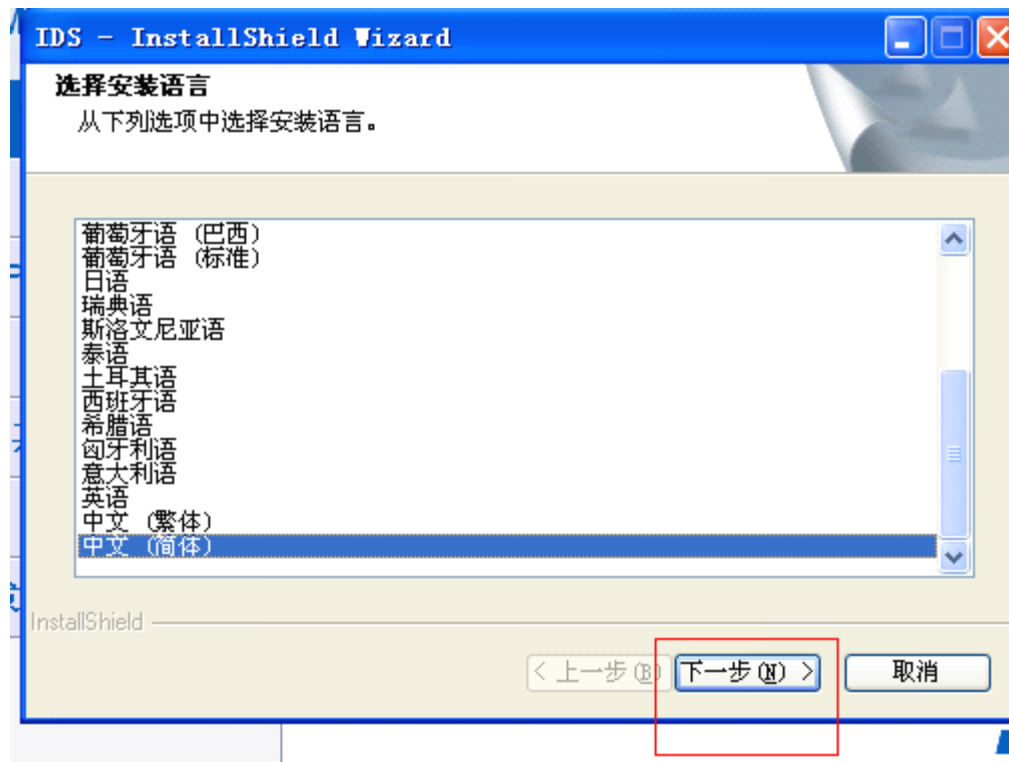 IDS - InstallShield Wizard
选择安装语言
从下列选项中选择安装语言。
葡萄牙语 (巴西)
葡萄牙语 (标准)
日语
瑞典语
斯洛文尼亚语
泰语
土耳其语
西班牙语
希腊语
匈牙利语
意大利语
英语
中文 (繁体)
中文 (简体)
InstallShield
< 上一步(B) 下一步(N) > 取消